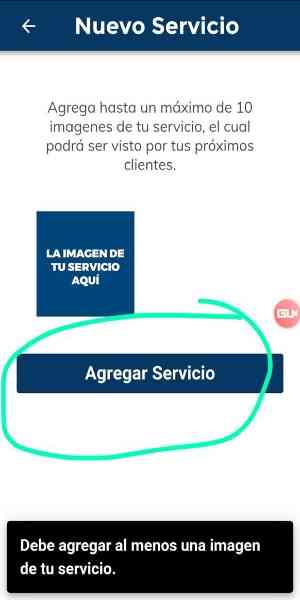 Nuevo Servicio
Agrega hasta un máximo de 10
imagenes de tu servicio, el cual
podrá ser visto por tus próximos
clientes.
LA IMAGEN DE
TU SERVICIO
AQUÍ
Agregar Servicio
Debe agregar al menos una imagen
de tu servicio.